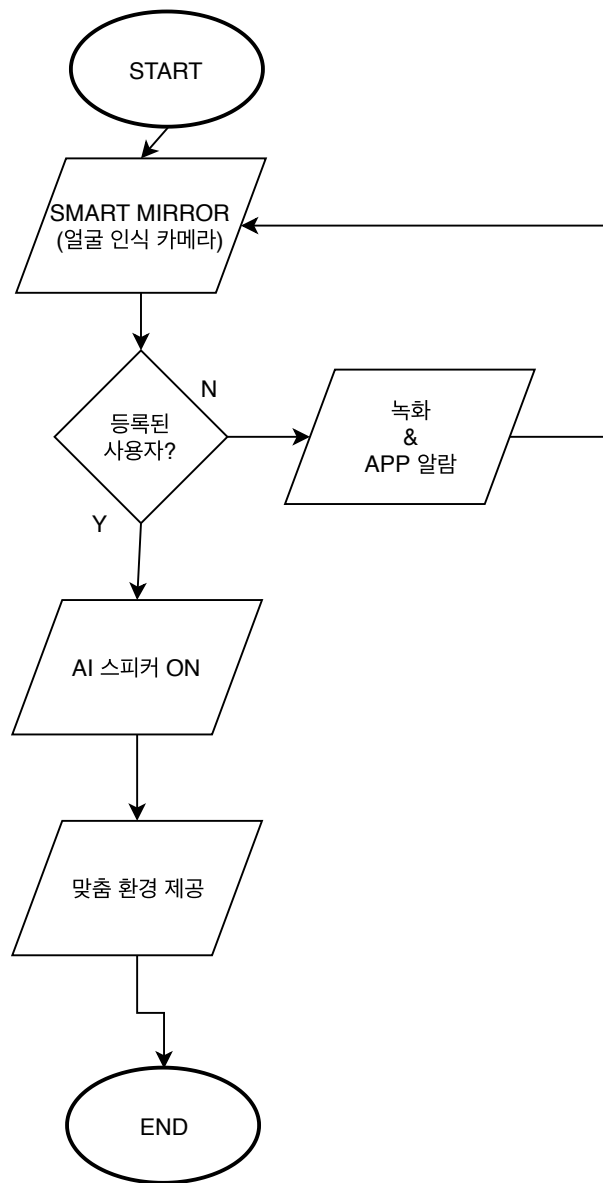 START
SMART MIRROR
(얼굴 인식 카메라)
등록된
사용자?
N
녹화
&
APP 알람
Y
AI 스피커 ON
맞춤 환경 제공
END